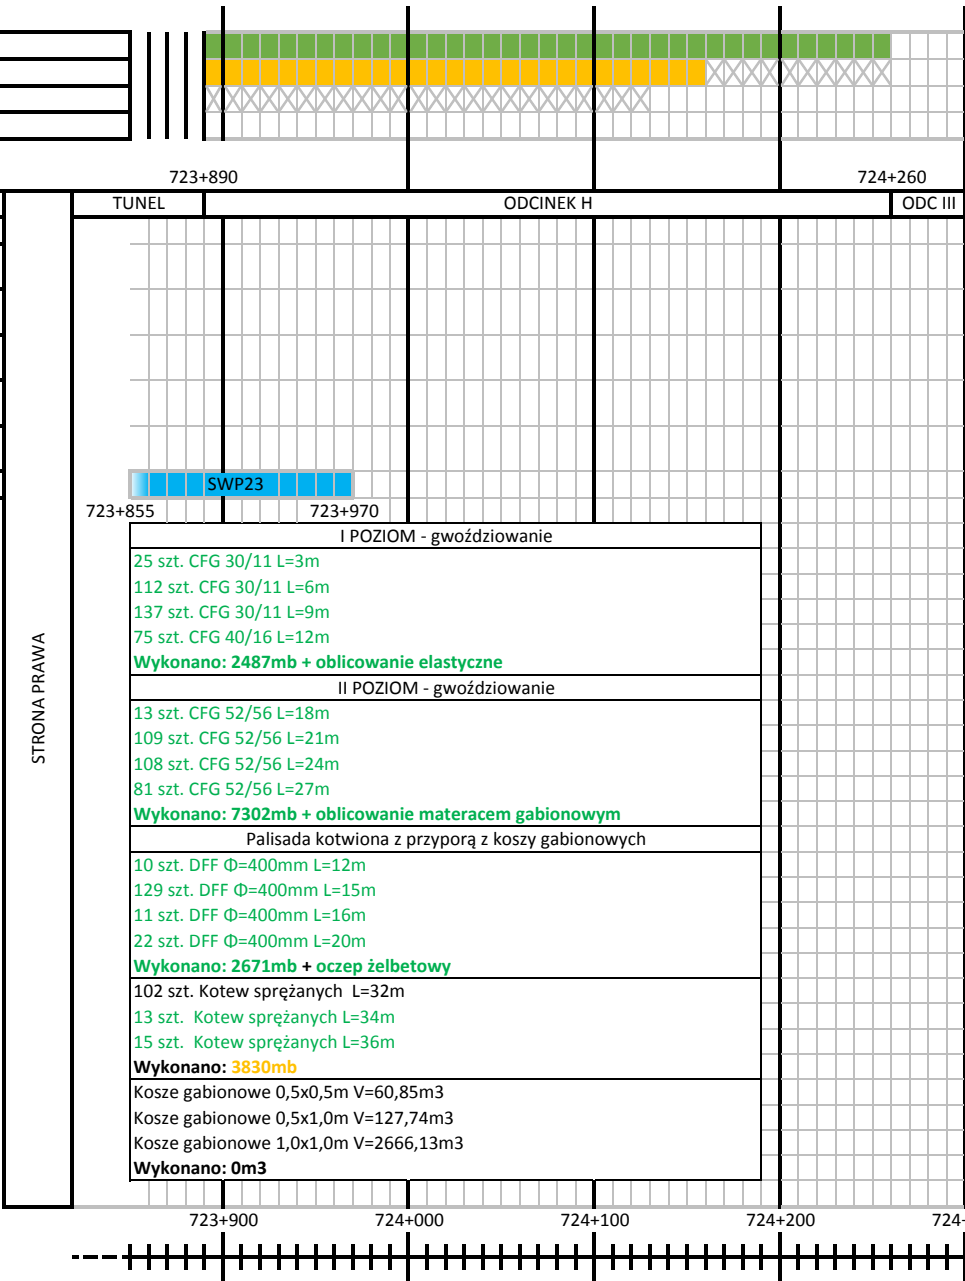 723+890
724+260
TUNEL
ODCINEK H
ODC III
SWP23
723+855
723+970
STRONA PRAWA
I POZIOM - gwoździowanie
25 szt. CFG 30/11 L=3m
112 szt. CFG 30/11 L=6m
137 szt. CFG 30/11 L=9m
75 szt. CFG 40/16 L=12m
Wykonano: 2487mb + oblicowanie elastyczne
II POZIOM - gwoździowanie
13 szt. CFG 52/56 L=18m
109 szt. CFG 52/56 L=21m
108 szt. CFG 52/56 L=24m
81 szt. CFG 52/56 L=27m
Wykonano: 7302mb + oblicowanie materacem gabionowym
Palisada kotwiona z przyporą z koszy gabionowych
10 szt. DFF Φ=400mm L=12m
129 szt. DFF Φ=400mm L=15m
11 szt. DFF Φ=400mm L=16m
22 szt. DFF Φ=400mm L=20m
Wykonano: 2671mb + oczep żelbetowy
102 szt. Kotew sprężanych L=32m
13 szt. Kotew sprężanych L=34m
15 szt. Kotew sprężanych L=36m
Wykonano: 3830mb
Kosze gabionowe 0,5x0,5m V=60,85m3
Kosze gabionowe 0,5x1,0m V=127,74m3
Kosze gabionowe 1,0x1,0m V=2666,13m3
Wykonano: 0m3
723+900
724+000
724+100
724+200
724-